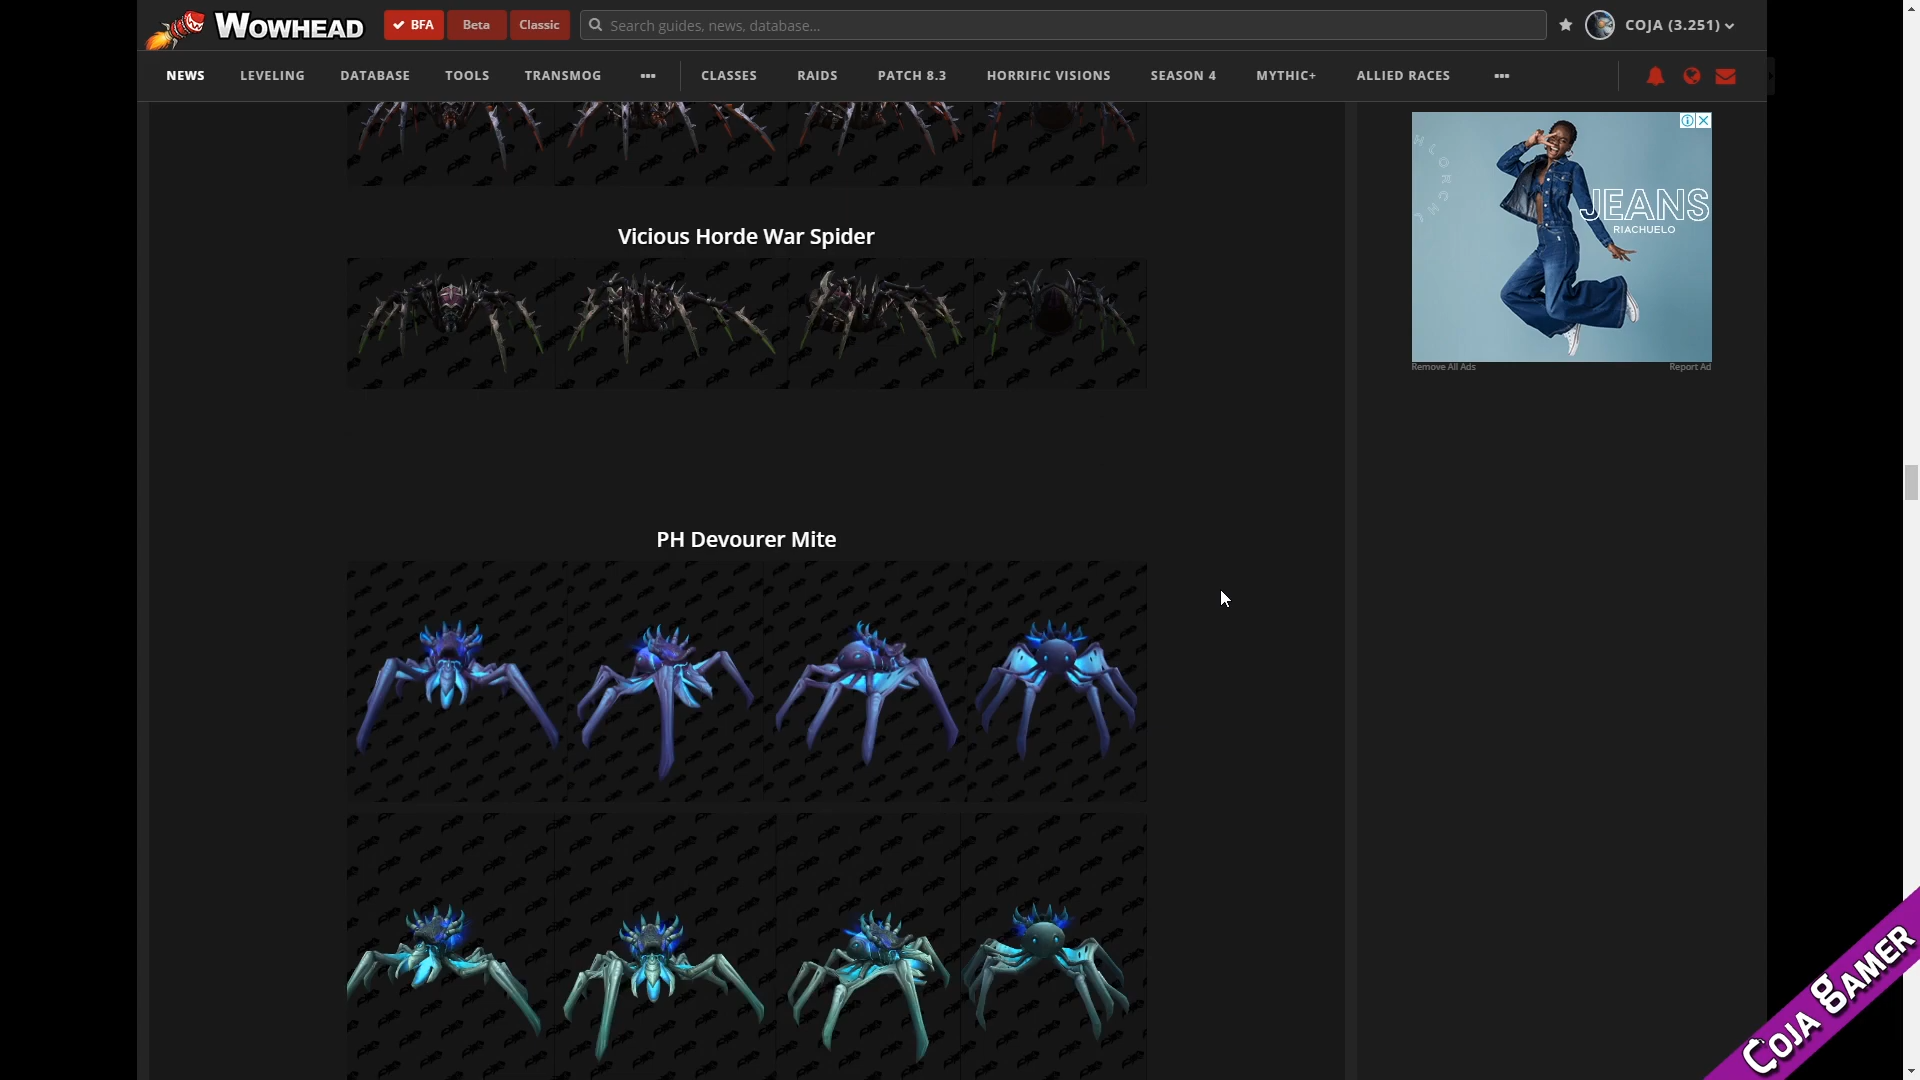 WOWHEAD
BFA
Beta
Classic
Search guides, news, database...
COJA (3.251)
NEWS
LEVELING
DATABASE
TOOLS
TRANSMOG
CLASSES
RAIDS
PATCH 8.3
HORRIFIC VISIONS
SEASON 4
MYTHIC+
ALLIED RACES
Vicious Horde War Spider
JEANS
RIACHUELO
Remove All Ads
Report Ad
PH Devourer Mite
COJA GAMER